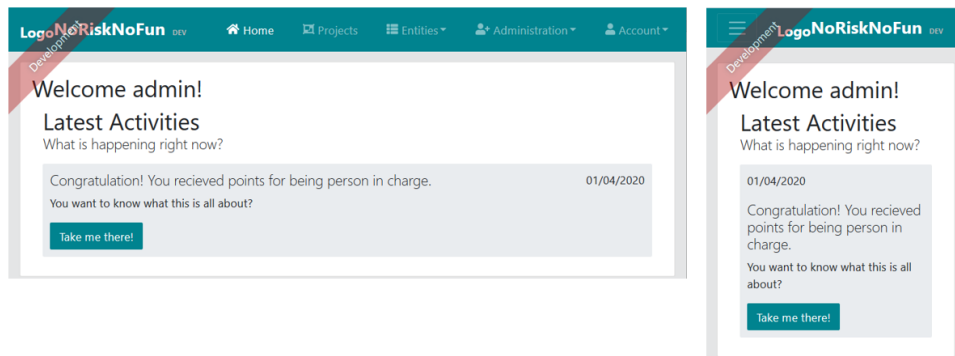 LogoNoRiskNoFun DEV Home Projects Entities Administration Account
Development
Welcome admin!
Latest Activities
What is happening right now?
Congratulation! You recieved points for being person in charge. 01/04/2020
You want to know what this is all about?
Take me there!
LogoNoRiskNoFun DEV
Development
Welcome admin!
Latest Activities
What is happening right now?
01/04/2020
Congratulation! You recieved
points for being person in
charge.
You want to know what this is all
about?
Take me there!